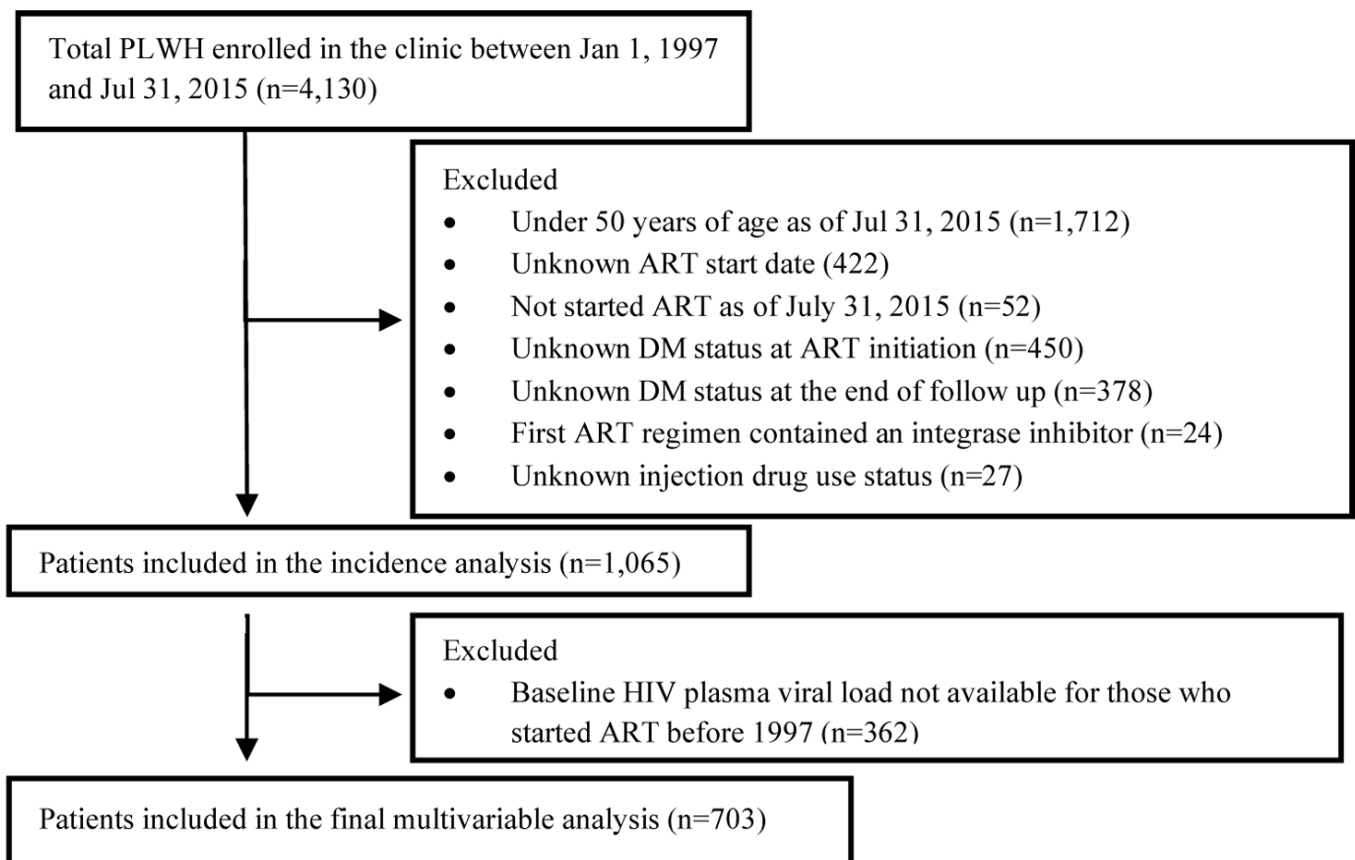 Total PLWH enrolled in the clinic between Jan 1, 1997
and Jul 31, 2015 (n=4,130)
Excluded
• Under 50 years of age as of Jul 31, 2015 (n=1,712)
• Unknown ART start date (422)
• Not started ART as of July 31, 2015 (n=52)
• Unknown DM status at ART initiation (n=450)
• Unknown DM status at the end of follow up (n=378)
• First ART regimen contained an integrase inhibitor (n=24)
• Unknown injection drug use status (n=27)
Patients included in the incidence analysis (n=1,065)
Excluded
• Baseline HIV plasma viral load not available for those who
started ART before 1997 (n=362)
Patients included in the final multivariable analysis (n=703)